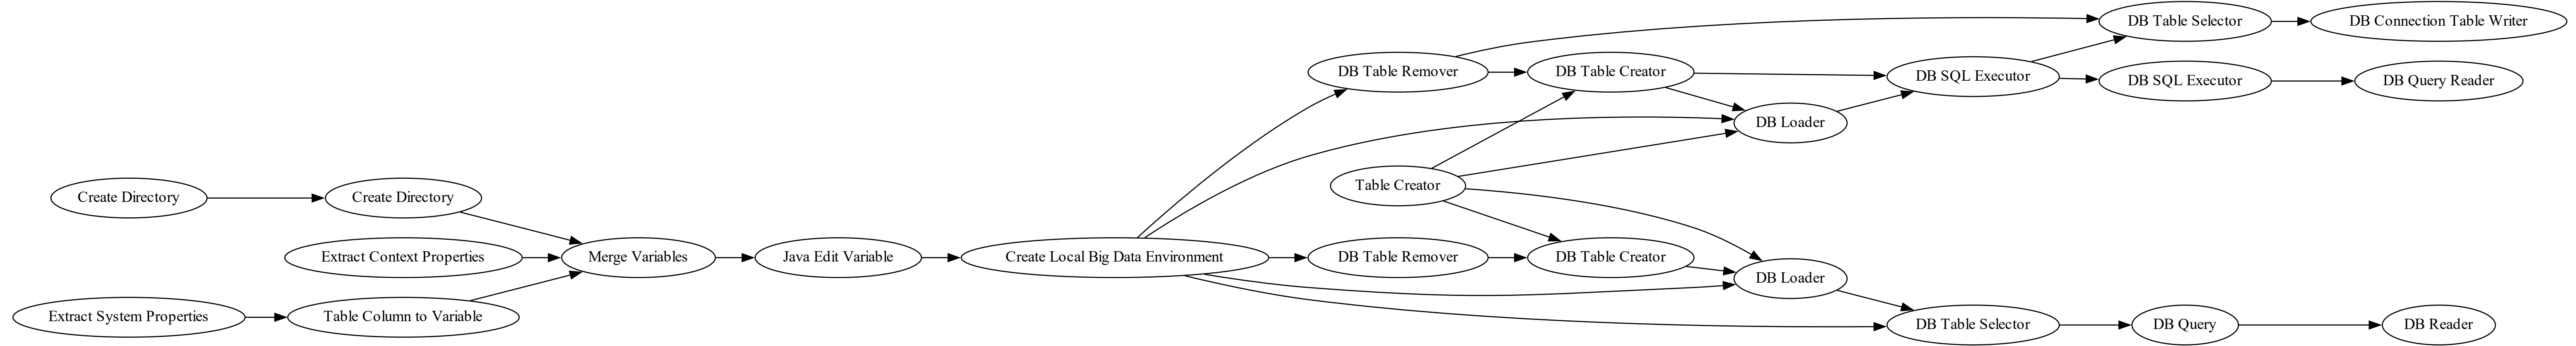 DB Table Selector
DB Connection Table Writer
DB Table Remover
DB Table Creator
DB SQL Executor
DB SQL Executor
DB Query Reader
DB Loader
Table Creator
Create Directory
Create Directory
Extract Context Properties
Merge Variables
Java Edit Variable
Create Local Big Data Environment
DB Table Remover
DB Table Creator
DB Loader
Extract System Properties
Table Column to Variable
DB Table Selector
DB Query
DB Reader